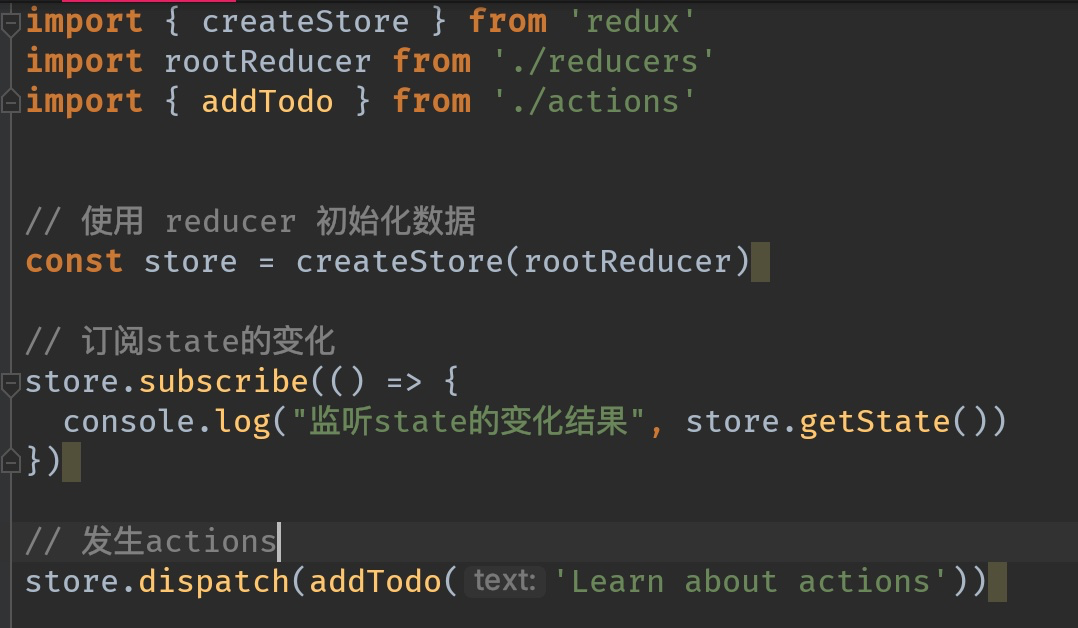 import { createStore } from 'redux'
import rootReducer from './reducers'
import { addTodo } from './actions'
// 使用 reducer 初始化数据
const store = createStore(rootReducer)
// 订阅state的变化
store.subscribe(() => {
  console.log("监听state的变化结果", store.getState())
})
// 发生actions
store.dispatch(addTodo( text: 'Learn about actions'))